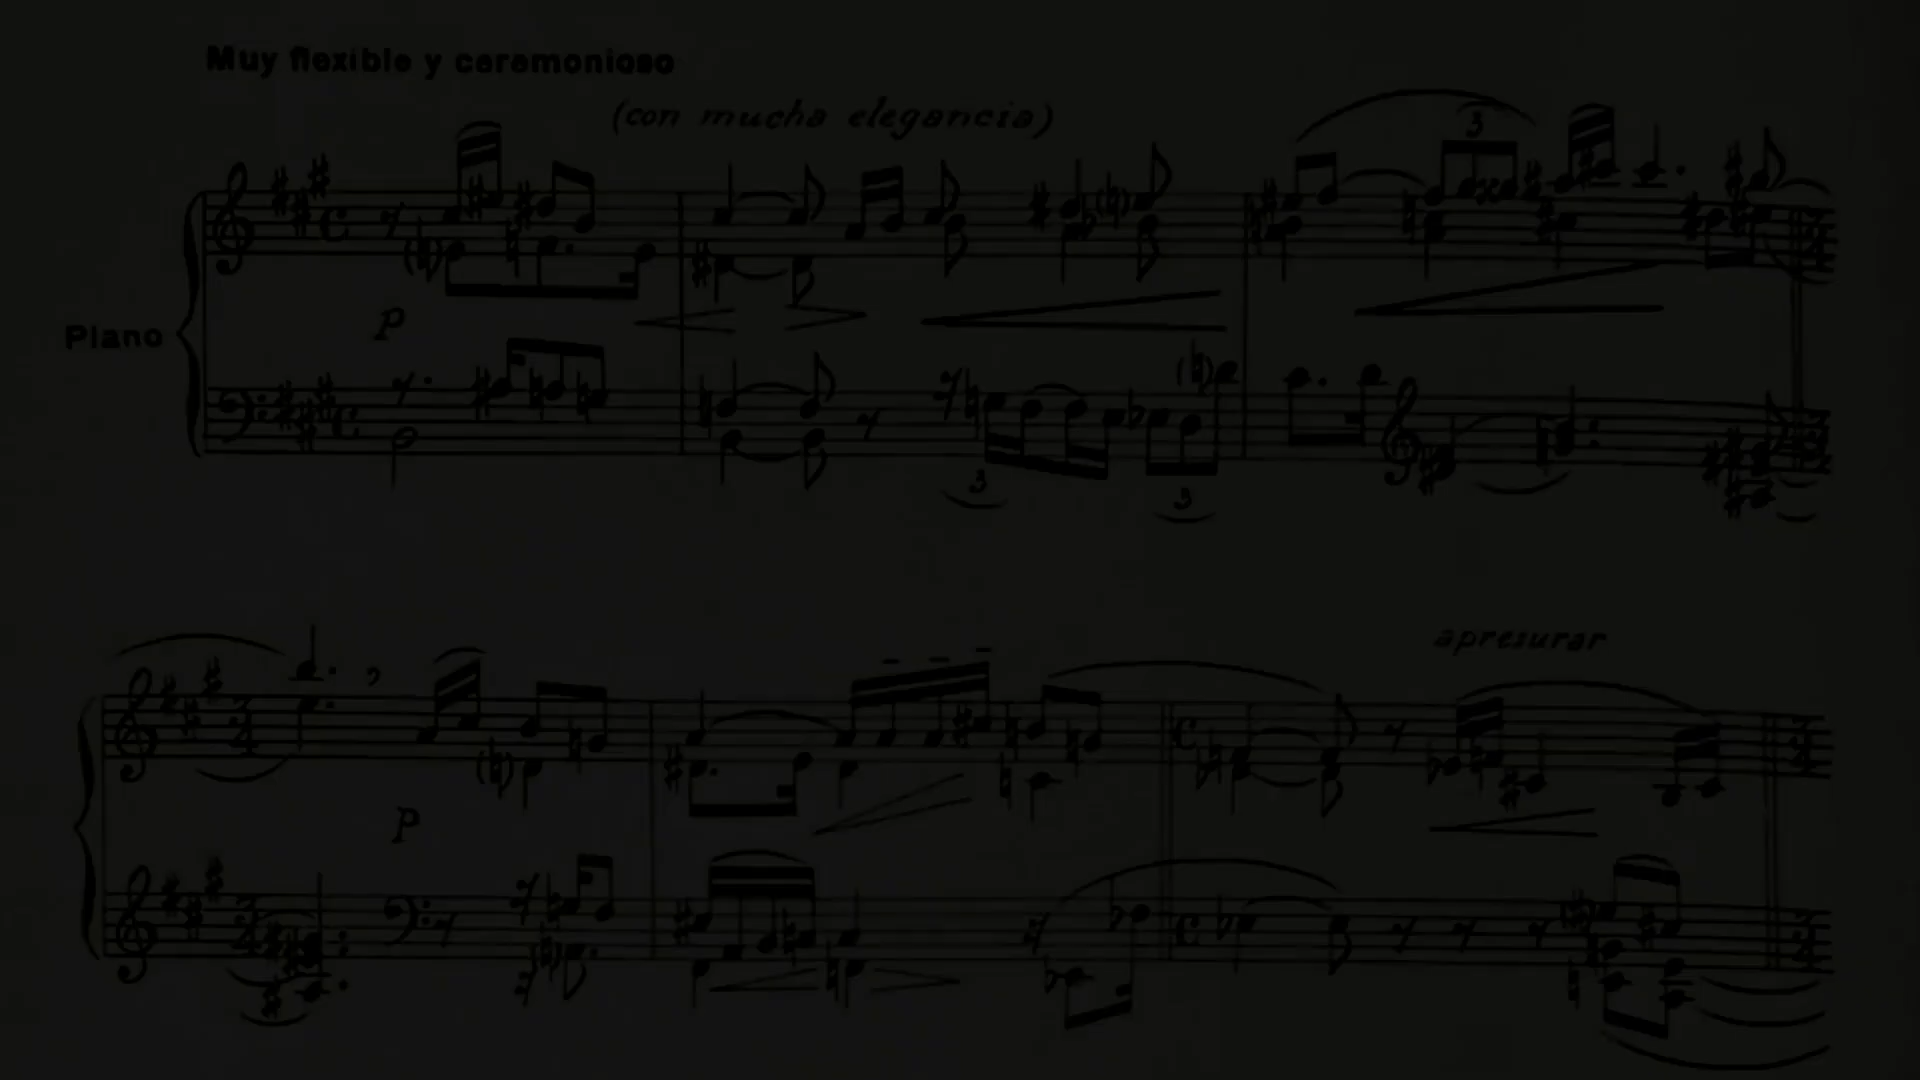 Muy flexible y ceremonioso
(con mucha elegancia)
3
p
Piano
3
3
apresurar
P